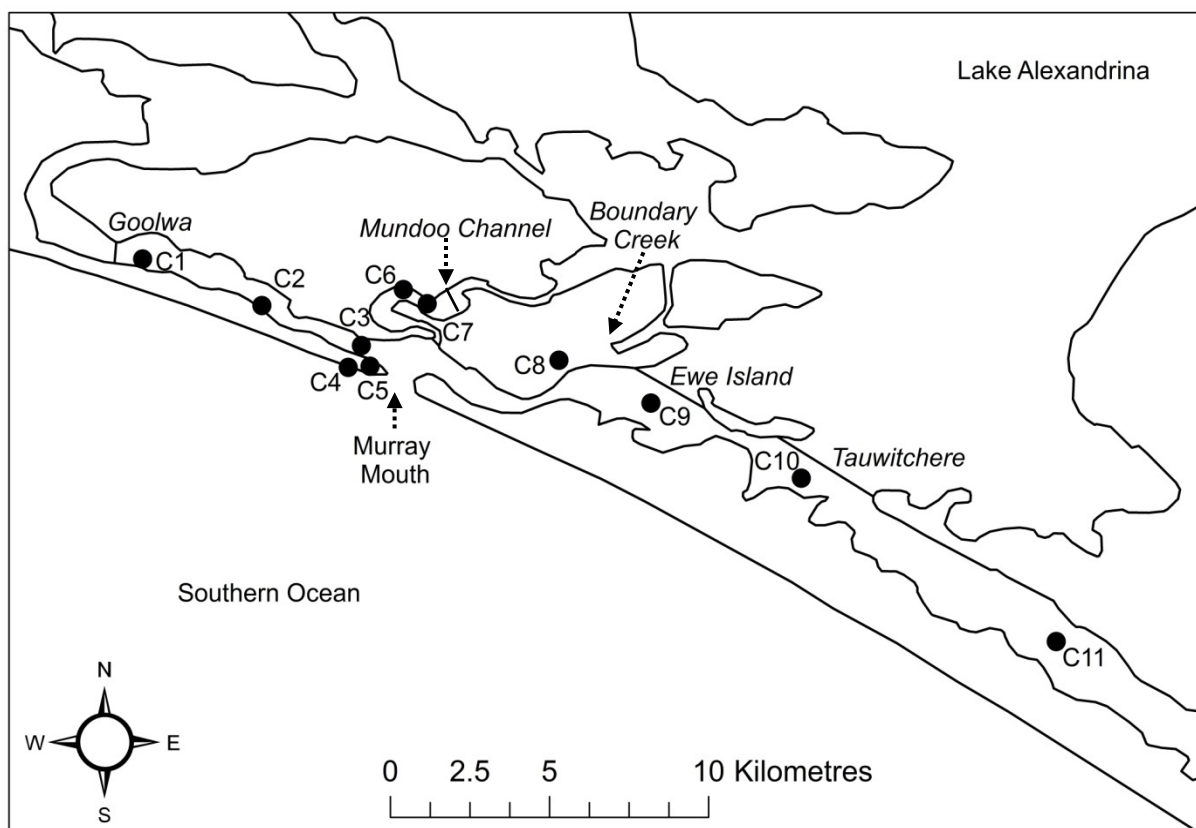 Lake Alexandrina
Goolwa
Mundoo Channel
Boundary
Creek
C1
C2
C6
C3
C7
C4
C5
C8
Ewe Island
C9
Murray
Mouth
C10
Tauwitchere
Southern Ocean
C11
N
W
E
S
0 2.5 5 10 Kilometres